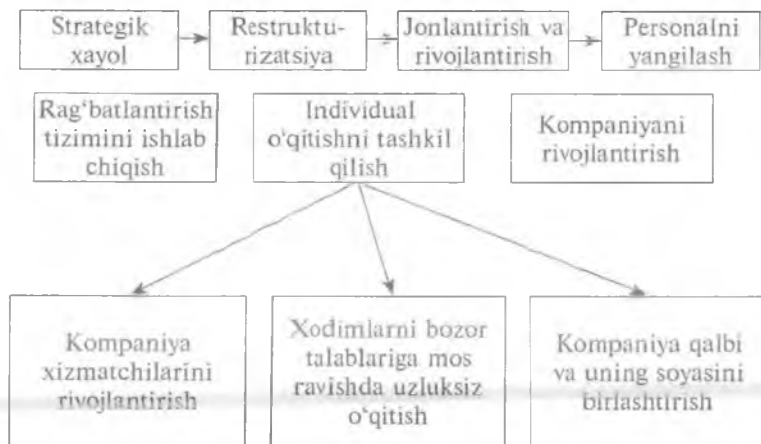 Strategik
xayol
Restruktu-
rizatsiya
Jonlantirish va
rivojlantirish
Personalni
yangilash
Rag‘batlantirish
tizimini ishlab
chiqish
Individual
o‘qitishni tashkil
qilish
Kompaniyani
rivojlantirish
Kompaniya
xizmatchilarini
rivojlantirish
Xodimlarni bozor
talablariga mos
ravishda uzluksiz
o‘qitish
Kompaniya qalbi
va uning soyasini
birlashtirish